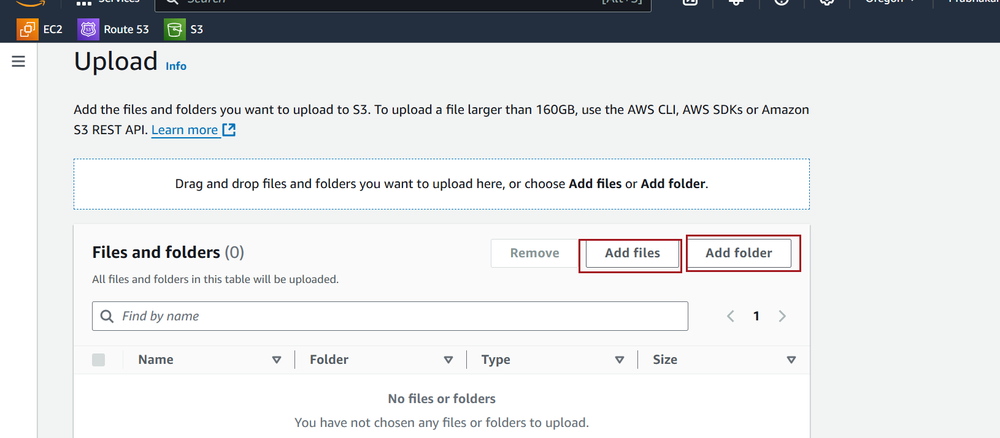 Services
Search
[Alt+S]
Oregon
EC2
Route 53
S3
Upload Info
Add the files and folders you want to upload to S3. To upload a file larger than 160GB, use the AWS CLI, AWS SDKs or Amazon
S3 REST API. Learn more
Drag and drop files and folders you want to upload here, or choose Add files or Add folder.
Files and folders (0)
Remove
Add files
Add folder
All files and folders in this table will be uploaded.
Find by name
1
Name
Folder
Type
Size
No files or folders
You have not chosen any files or folders to upload.